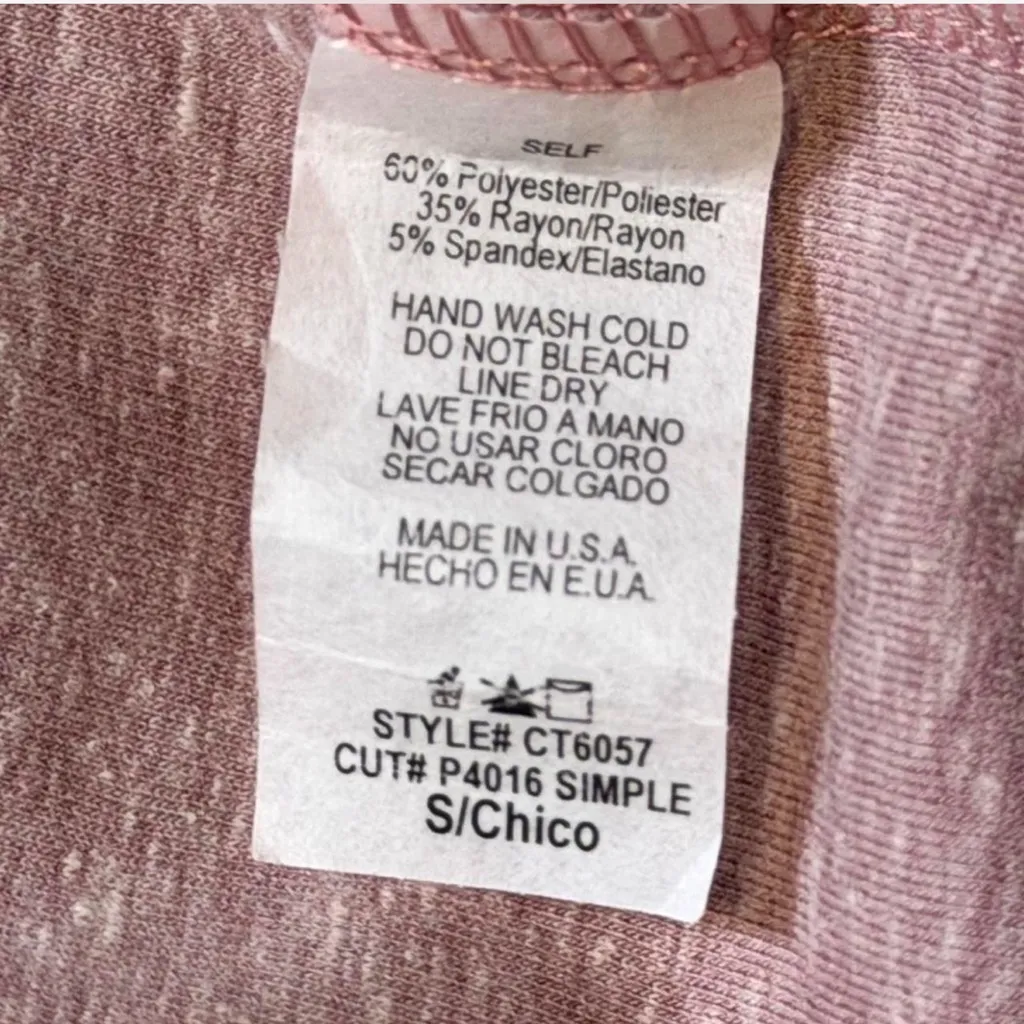 SELF
60% Polyester/Poliester
35% Rayon/Rayon
5% Spandex/Elastano
HAND WASH COLD
DO NOT BLEACH
LINE DRY
LAVE FRIO A MANO
NO USAR CLORO
SECAR COLGADO
MADE IN U.S.A.
HECHO EN E.U.A.
STYLE# CT6057
CUT# P4016 SIMPLE
S/Chico